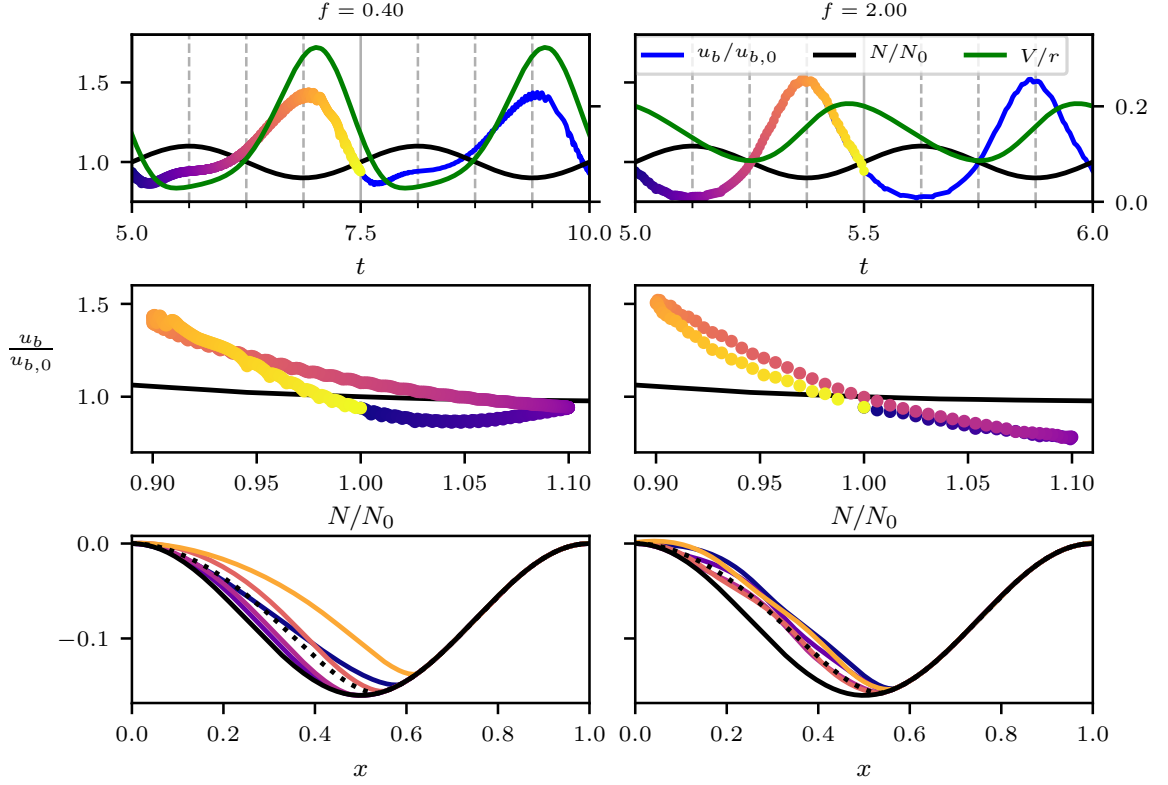 f = 0.40 f = 2.00
u_b/u_{b,0} N/N_0 V/r
1.5
1.0
0.2
0.0
5.0 7.5 10.0 5.0 5.5 6.0
t t
1.5
1.0
u_b/u_{b,0}
0.90 0.95 1.00 1.05 1.10 0.90 0.95 1.00 1.05 1.10
N/N_0 N/N_0
0.0
−0.1
0.0 0.2 0.4 0.6 0.8 1.0 0.0 0.2 0.4 0.6 0.8 1.0
x x